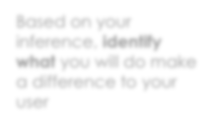 Based on your
inference, identify
what you will do make
a difference to your
user